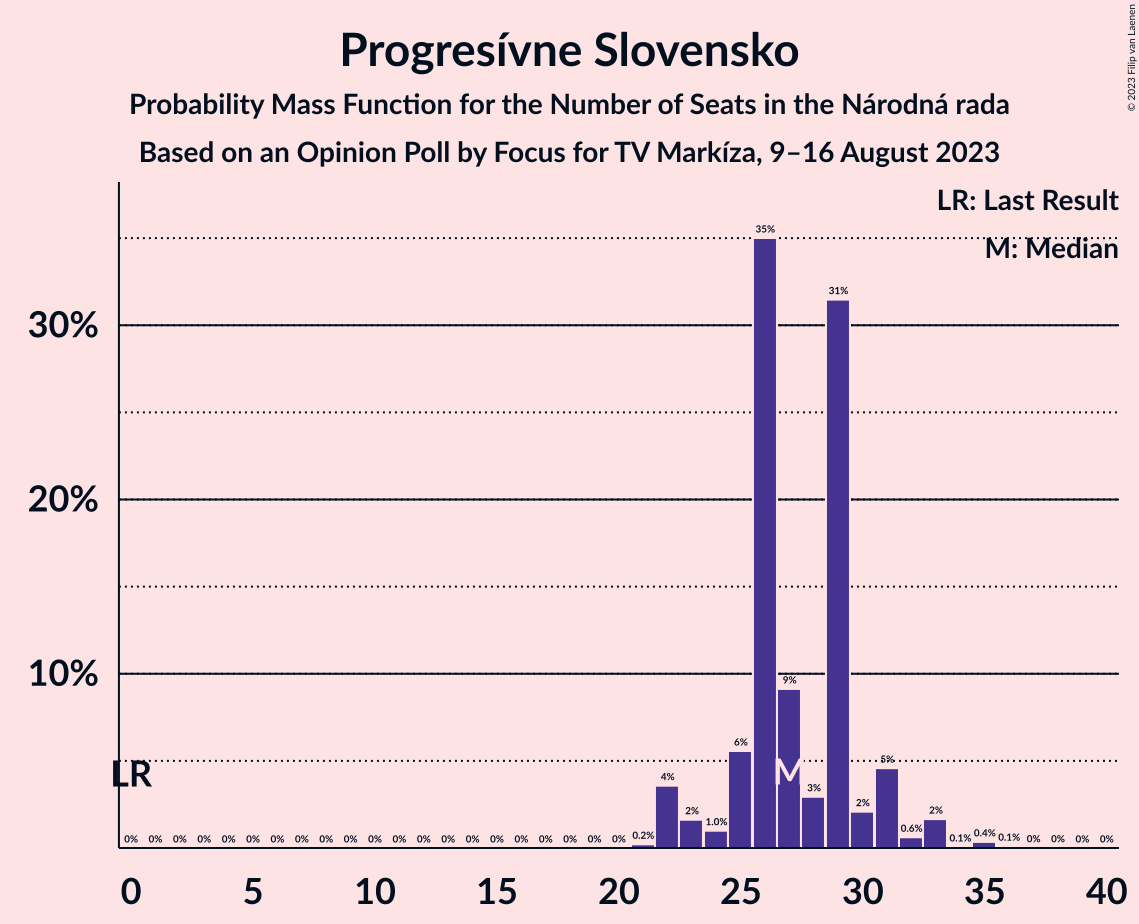 Progresívne Slovensko
Probability Mass Function for the Number of Seats in the Národná rada
Based on an Opinion Poll by Focus for TV Markíza, 9–16 August 2023
© 2023 Filip van Laenen
LR: Last Result
M: Median
30%
20%
10%
35%
31%
9%
6%
5%
4%
3%
2%
2%
2%
1.0%
0.6%
0.4%
0.2%
0.1%
0.1%
LR
M
0% 0% 0% 0% 0% 0% 0% 0% 0% 0% 0% 0% 0% 0% 0% 0% 0% 0% 0% 0% 0%
0% 0% 0% 0%
0 5 10 15 20 25 30 35 40